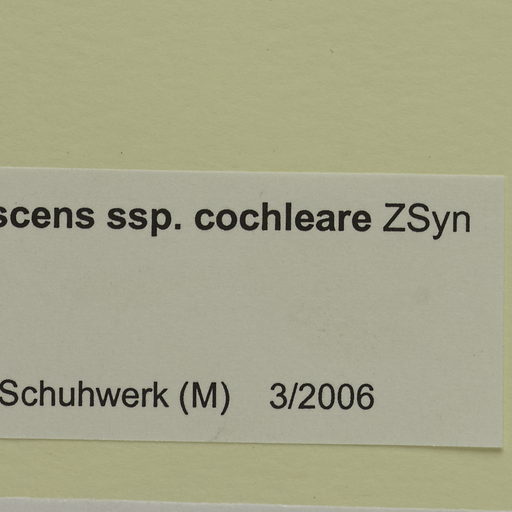 scens ssp. cochleare ZSyn
Schuhwerk (M) 3/2006